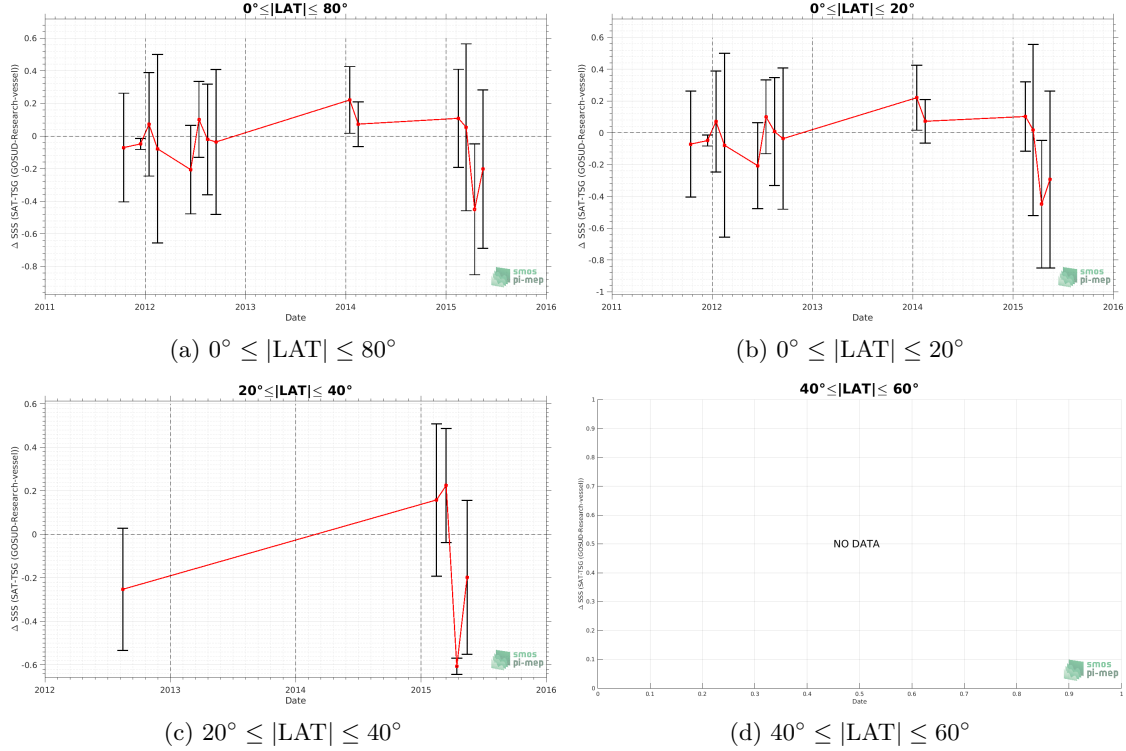 0°≤|LAT|≤ 80°
Δ SSS (SAT-TSG (GOSUD-Research-vessel))
0.6
0.4
0.2
0
-0.2
-0.4
-0.6
-0.8
2011 2012 2013 2014 2015 2016
Date
smos
pi-mep
(a) 0° ≤ |LAT| ≤ 80°
0°≤|LAT|≤ 20°
Δ SSS (SAT-TSG (GOSUD-Research-vessel))
0.6
0.4
0.2
0
-0.2
-0.4
-0.6
-0.8
-1
2011 2012 2013 2014 2015 2016
Date
smos
pi-mep
(b) 0° ≤ |LAT| ≤ 20°
20°≤|LAT|≤ 40°
Δ SSS (SAT-TSG (GOSUD-Research-vessel))
0.6
0.4
0.2
0
-0.2
-0.4
-0.6
2012 2013 2014 2015 2016
Date
smos
pi-mep
(c) 20° ≤ |LAT| ≤ 40°
40°≤|LAT|≤ 60°
Δ SSS (SAT-TSG (GOSUD-Research-vessel))
1
0.9
0.8
0.7
0.6
0.5
0.4
0.3
0.2
0.1
0
NO DATA
0 0.1 0.2 0.3 0.4 0.5 0.6 0.7 0.8 0.9 1
Date
smos
pi-mep
(d) 40° ≤ |LAT| ≤ 60°